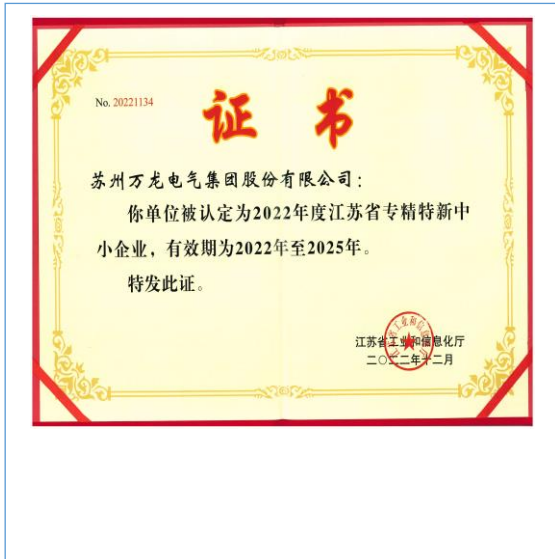 No. 20221134
证书
苏州万龙电气集团股份有限公司：
你单位被认定为2022年度江苏省专精特新中
小企业，有效期为2022年至2025年。
特发此证。
江苏省工业和信息化厅
二〇二二年十二月